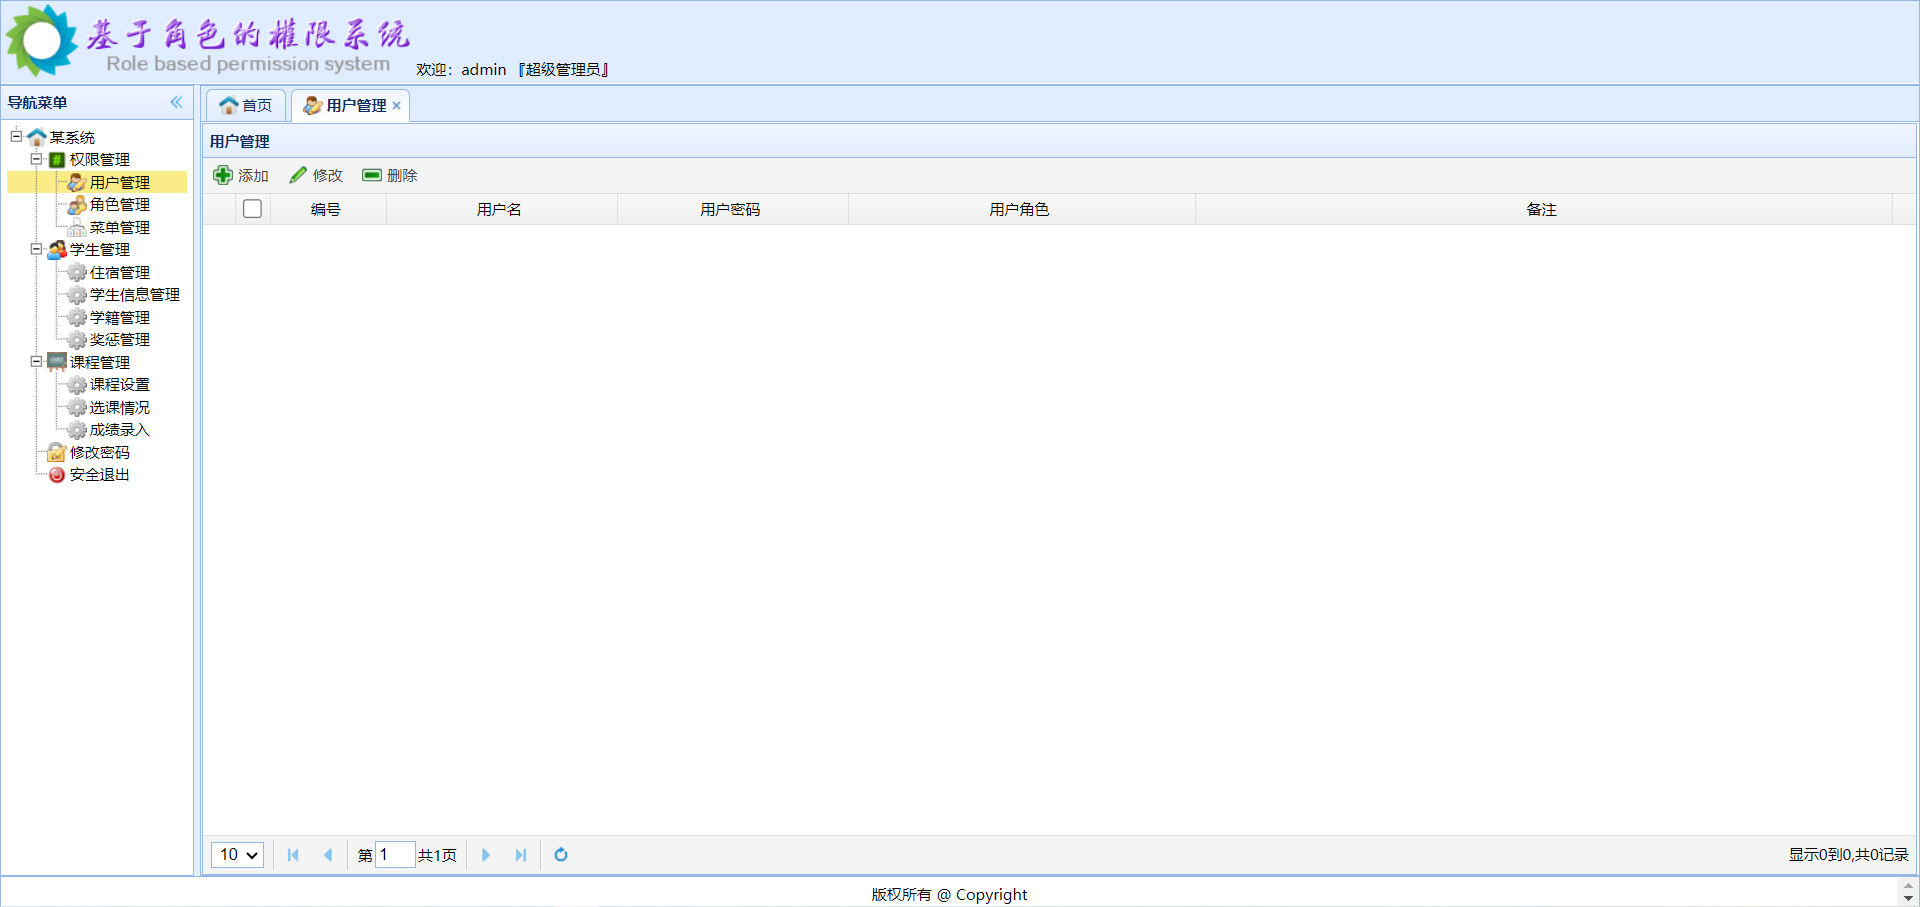 基于角色的權限系统
Role based permission system
欢迎：admin 『超级管理员』
导航菜单
某系统
权限管理
用户管理
角色管理
菜单管理
学生管理
住宿管理
学生信息管理
学籍管理
奖惩管理
课程管理
课程设置
选课情况
成绩录入
修改密码
安全退出
首页 用户管理
用户管理
添加 修改 删除
编号 用户名 用户密码 用户角色 备注
10 第 1 共1页 显示0到0,共0记录
版权所有 @ Copyright